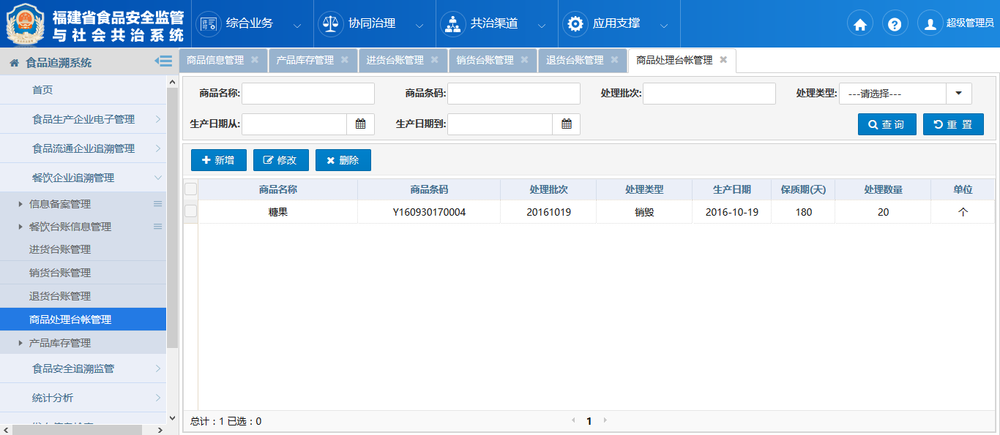 福建省食品安全监管
与社会共治系统
综合业务
协同治理
共治渠道
应用支撑
超级管理员
食品追溯系统
首页
食品生产企业电子管理
食品流通企业追溯管理
餐饮企业追溯管理
信息备案管理
餐饮台账信息管理
进货台账管理
销货台账管理
退货台账管理
商品处理台帐管理
产品库存管理
食品安全追溯监管
统计分析
商品信息管理
产品库存管理
进货台账管理
销货台账管理
退货台账管理
商品处理台帐管理
商品名称:
商品条码:
处理批次:
处理类型: ---请选择---
生产日期从:
生产日期到:
查询
重置
新增
修改
删除
商品名称 商品条码 处理批次 处理类型 生产日期 保质期(天) 处理数量 单位
糖果 Y160930170004 20161019 销毁 2016-10-19 180 20 个
总计：1 已选：0
1